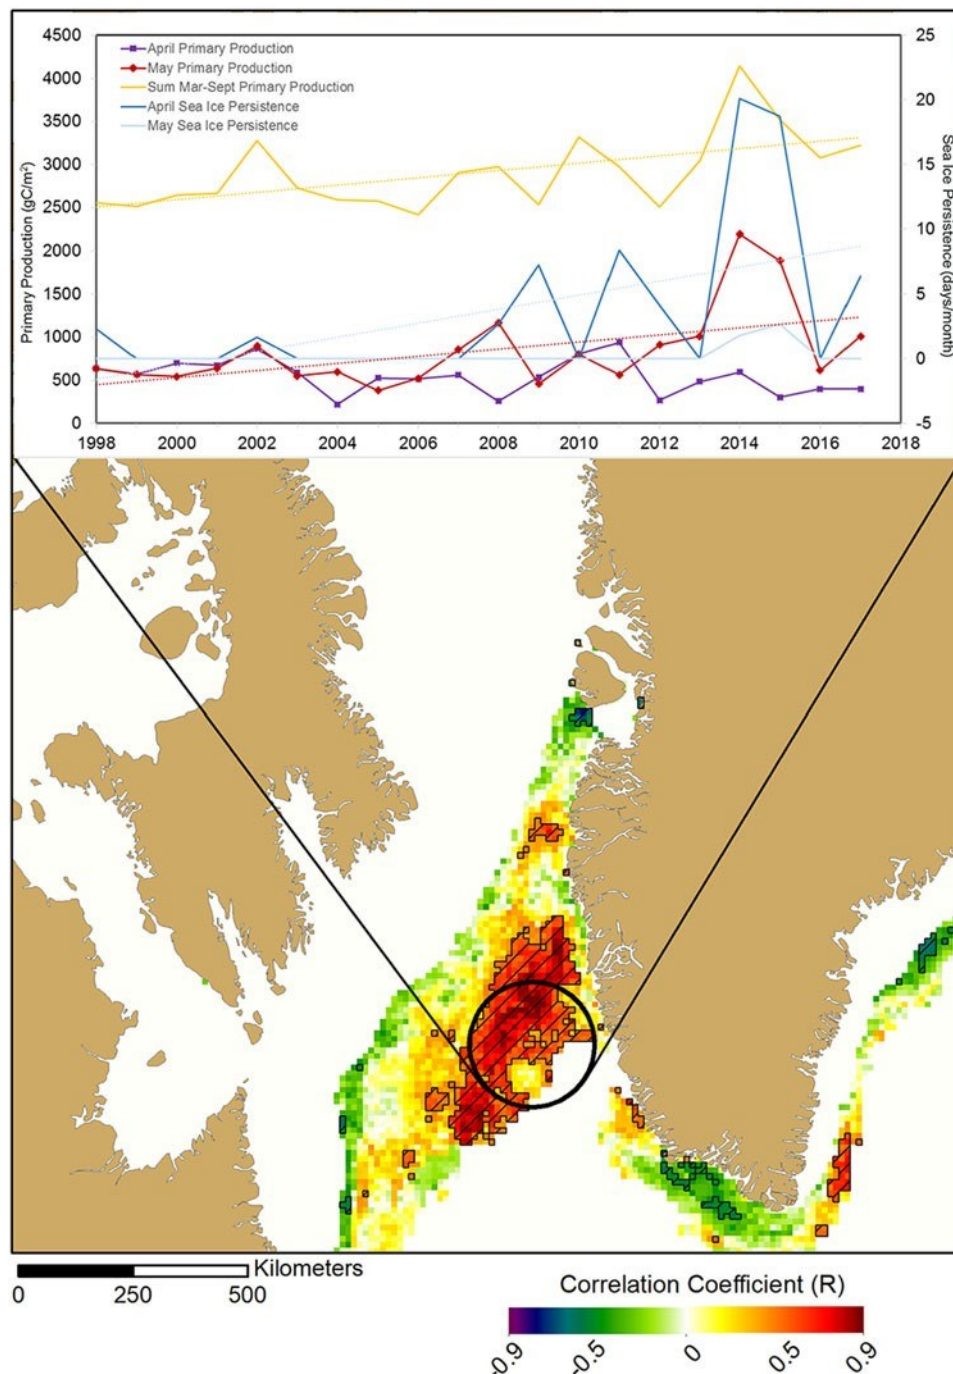 4500
4000
3500
3000
2500
2000
1500
1000
500
0
Primary Production (gC/m²)
April Primary Production
May Primary Production
Sum Mar-Sept Primary Production
April Sea Ice Persistence
May Sea Ice Persistence
25
20
15
10
5
0
-5
Sea Ice Persistence (days/month)
1998 2000 2002 2004 2006 2008 2010 2012 2014 2016 2018
Kilometers
0 250 500
Correlation Coefficient (R)
-0.9 -0.5 0 0.5 0.9